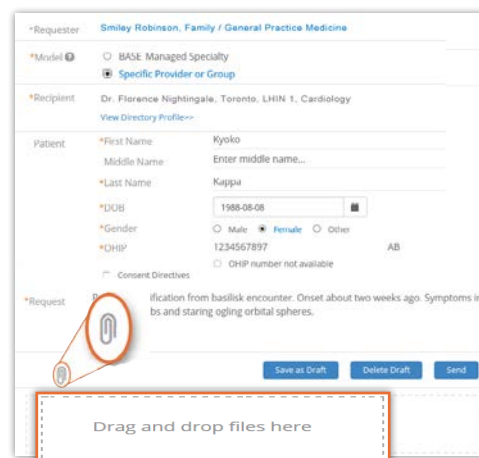 *Requester Smiley Robinson, Family / General Practice Medicine
*Model BASE Managed Specialty
Specific Provider or Group
*Recipient Dr. Florence Nightingale, Toronto, LHIN 1, Cardiology
View Directory Profile>>
Patient *First Name Kyoko
Middle Name Enter middle name...
*Last Name Kappa
*DOB 1988-08-08
*Gender Male Female Other
*OHIP 1234567897 AB
OHIP number not available
Consent Directives
*Request ification from basilisk encounter. Onset about two weeks ago. Symptoms in
bs and staring ogling orbital spheres.
Save as Draft Delete Draft Send
Drag and drop files here